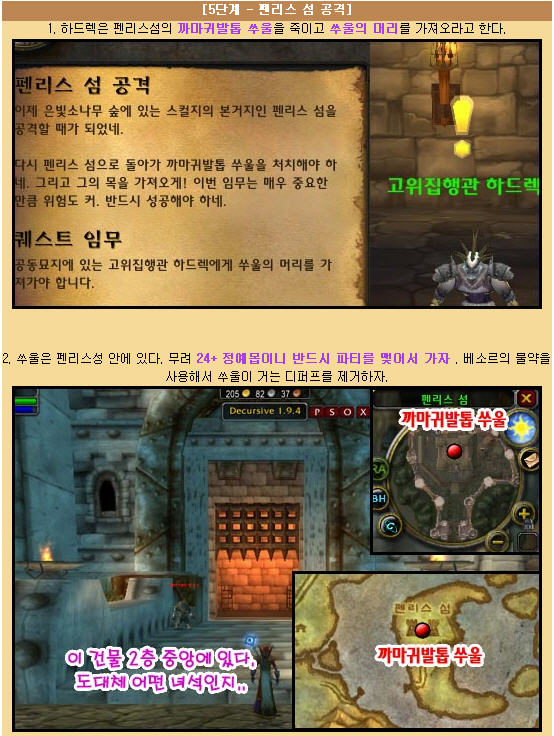 [5단계 - 펜리스 섬 공격]
1. 하드렉은 펜리스섬의 까마귀발톱 쑤울을 죽이고 쑤울의 머리를 가져오라고 한다.
펜리스 섬 공격
이제 은빛소나무 숲에 있는 스컬지의 본거지인 펜리스 섬을
공격할 때가 되었네.
다시 펜리스 섬으로 돌아가 까마귀발톱 쑤울을 처치해야 하
네. 그리고 그의 목을 가져오게! 이번 임무는 매우 중요한
만큼 위험도 커. 반드시 성공해야 하네.
퀘스트 임무
공동묘지에 있는 고위집행관 하드렉에게 쑤울의 머리를 가
져가야 합니다.
고위집행관 하드렉
2. 쑤울은 펜리스성 안에 있다. 무려 24+ 정예몹이니 반드시 파티를 맺어서 가자 . 베소르의 물약을
사용해서 쑤울이 거는 디퍼프를 제거하자.
205 82 37
Decursive 1.9.4 P S O X
펜리스 섬
까마귀발톱 쑤울
RA
BH
G
펜리스 섬
까마귀발톱 쑤울
이 건물 2층 중앙에 있다.
도대체 어떤 녀석인지..